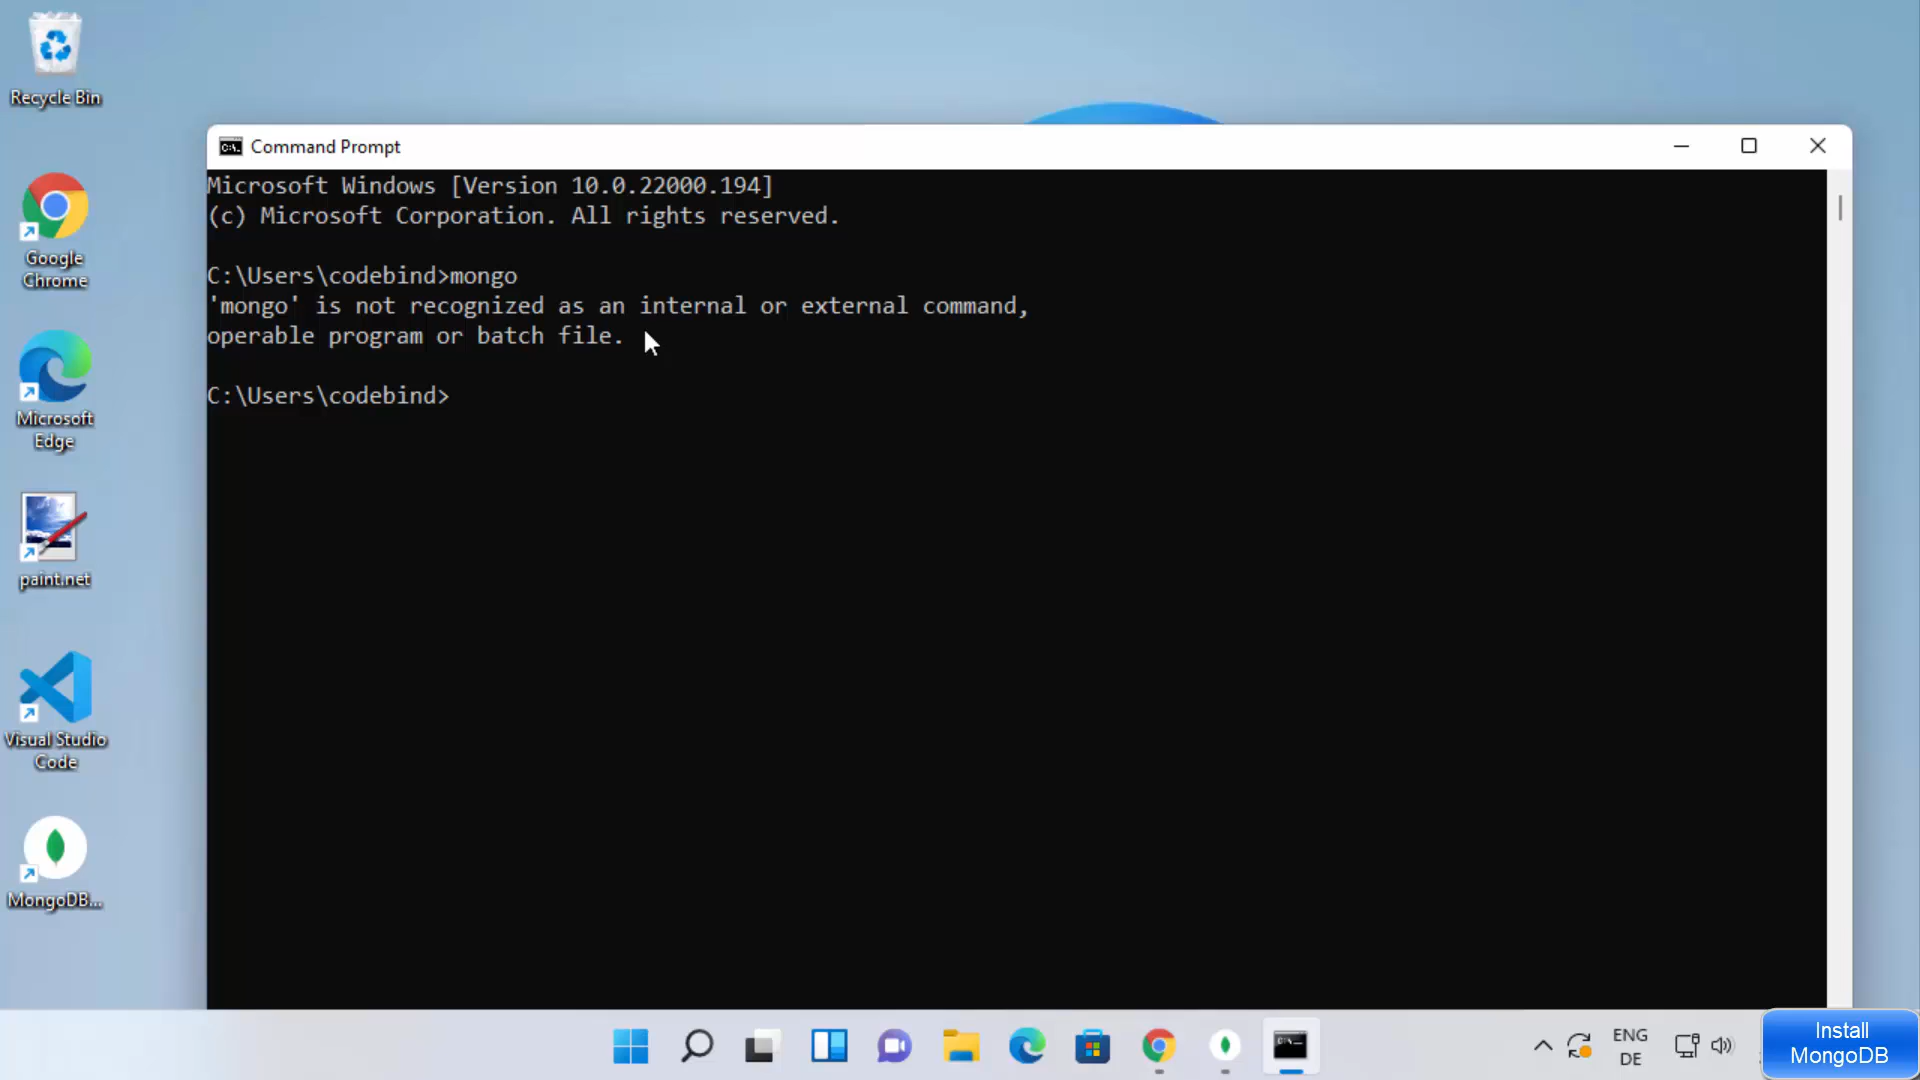 Recycle Bin
Google
Chrome
Microsoft
Edge
paint.net
Visual Studio
Code
MongoDB...
Command Prompt
Microsoft Windows [Version 10.0.22000.194]
(c) Microsoft Corporation. All rights reserved.
C:\Users\codebind>mongo
'mongo' is not recognized as an internal or external command,
operable program or batch file.
C:\Users\codebind>
ENG
DE
Install
MongoDB